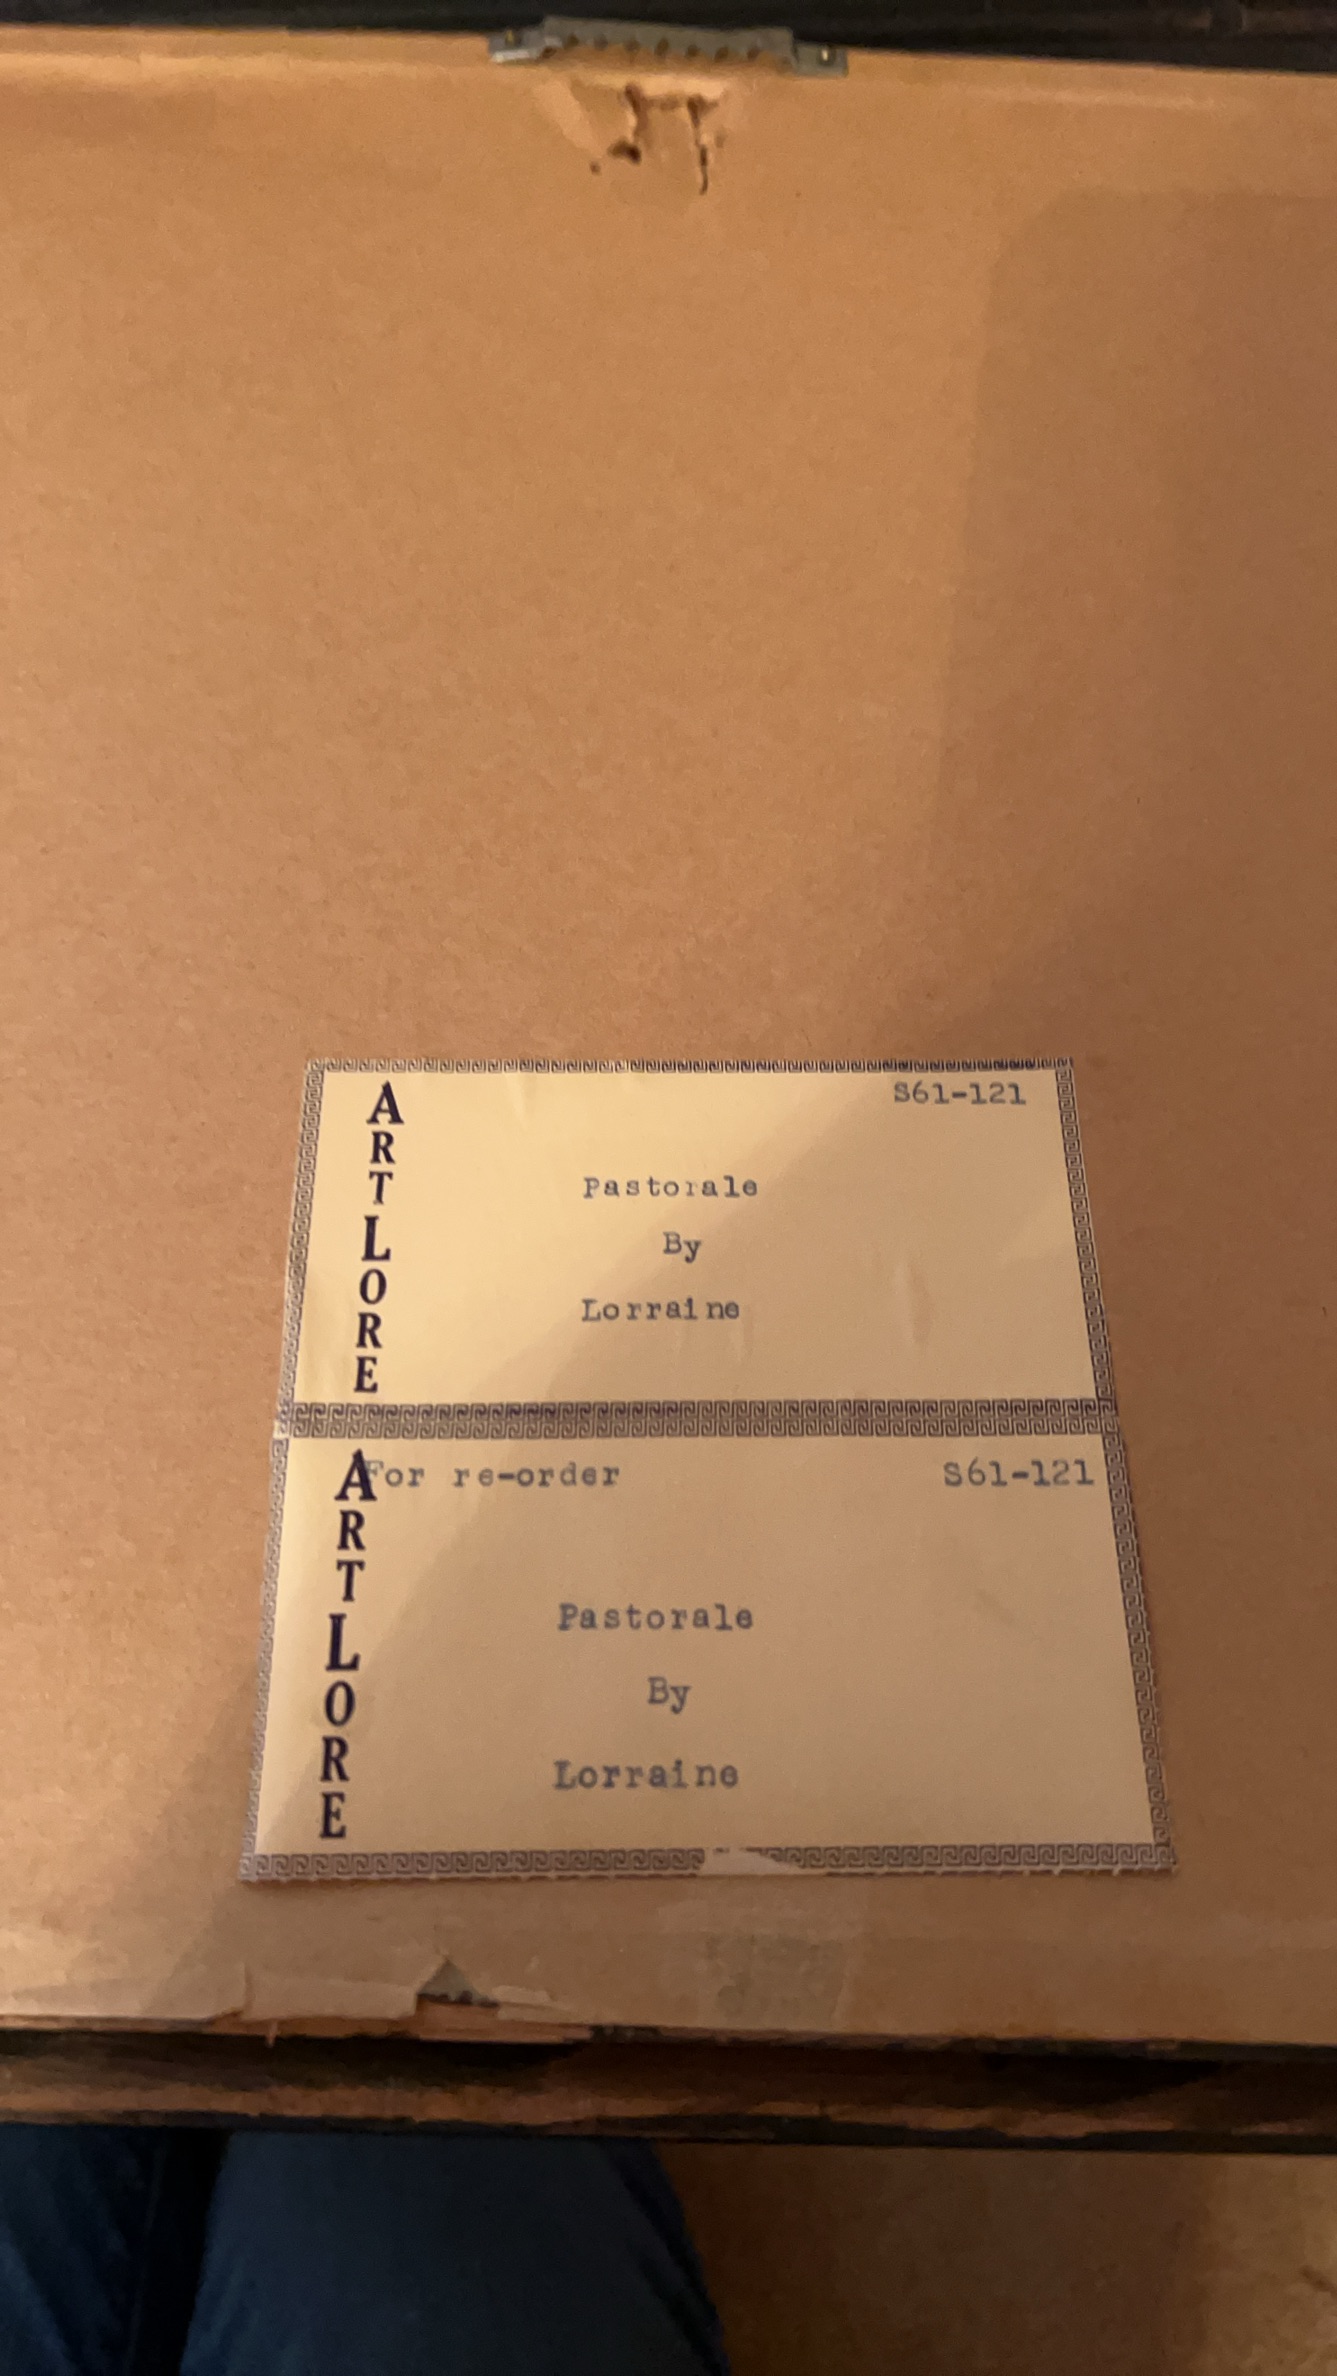 ARTLORE
S61-121
Pastorale
By
Lorraine
ARTLORE
For re-order S61-121
Pastorale
By
Lorraine